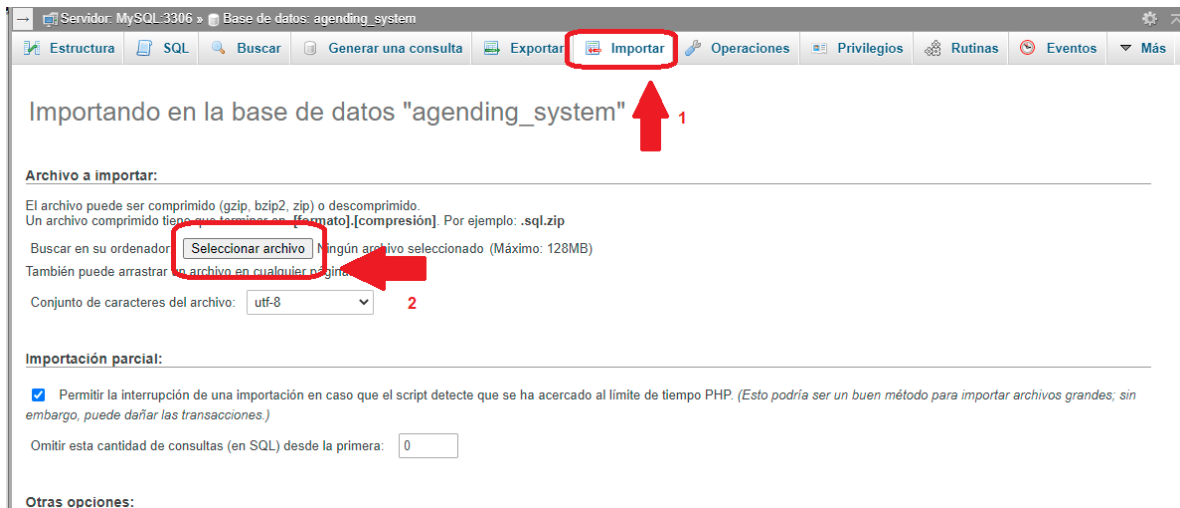 Servidor: MySQL:3306 » Base de datos: agending_system
Estructura SQL Buscar Generar una consulta Exportar Importar Operaciones Privilegios Rutinas Eventos Más
Importando en la base de datos "agending_system"
1
Archivo a importar:
El archivo puede ser comprimido (gzip, bzip2, zip) o descomprimido.
Un archivo comprimido tiene que terminar en .[formato].[compresión]. Por ejemplo: .sql.zip
Buscar en su ordenador: Seleccionar archivo Ningún archivo seleccionado (Máximo: 128MB)
También puede arrastrar un archivo en cualquier página.
Conjunto de caracteres del archivo: utf-8
2
Importación parcial:
Permitir la interrupción de una importación en caso que el script detecte que se ha acercado al límite de tiempo PHP. (Esto podría ser un buen método para importar archivos grandes; sin
embargo, puede dañar las transacciones.)
Omitir esta cantidad de consultas (en SQL) desde la primera: 0
Otras opciones: